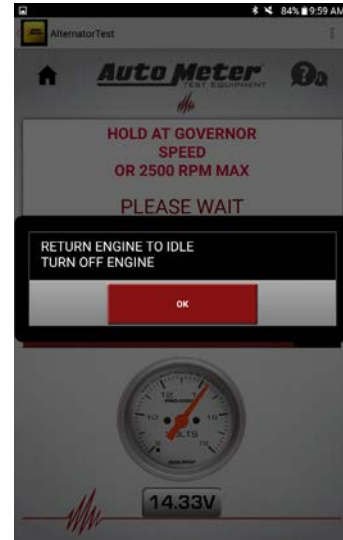 84% 9:59 AM
AlternatorTest
Auto Meter
TEST EQUIPMENT
HOLD AT GOVERNOR
SPEED
OR 2500 RPM MAX
PLEASE WAIT
RETURN ENGINE TO IDLE
TURN OFF ENGINE
OK
VOLTS
14.33V